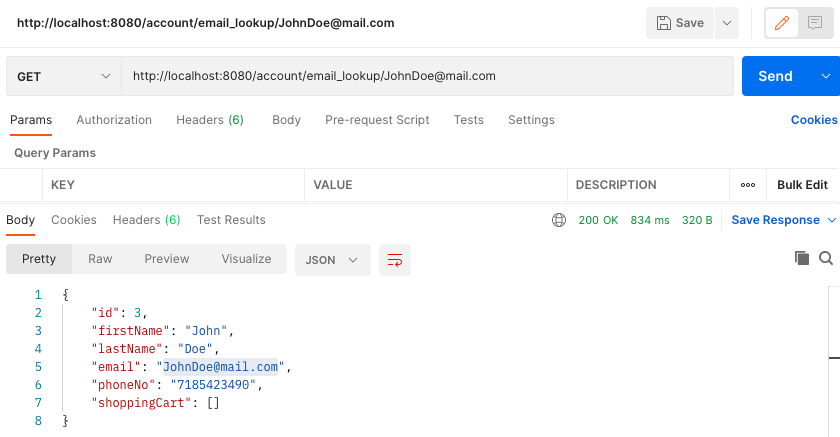 http://localhost:8080/account/email_lookup/JohnDoe@mail.com Save
GET http://localhost:8080/account/email_lookup/JohnDoe@mail.com Send
Params Authorization Headers (6) Body Pre-request Script Tests Settings Cookies
Query Params
KEY VALUE DESCRIPTION ooo Bulk Edit
Body Cookies Headers (6) Test Results 200 OK 834 ms 320 B Save Response
Pretty Raw Preview Visualize JSON
1 {
2 "id": 3,
3 "firstName": "John",
4 "lastName": "Doe",
5 "email": "JohnDoe@mail.com",
6 "phoneNo": "7185423490",
7 "shoppingCart": []
8 }